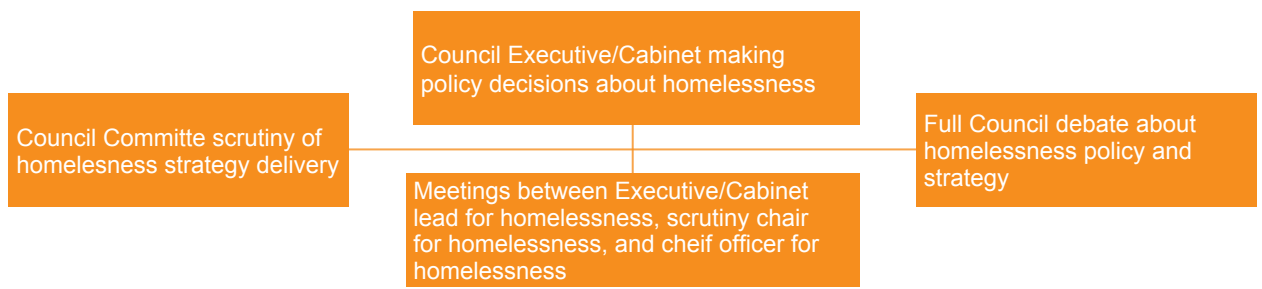 Council Executive/Cabinet making
policy decisions about homelessness
Council Committe scrutiny of
homelesness strategy delivery
Full Council debate about
homelessness policy and
strategy
Meetings between Executive/Cabinet
lead for homelessness, scrutiny chair
for homelessness, and cheif officer for
homelessness